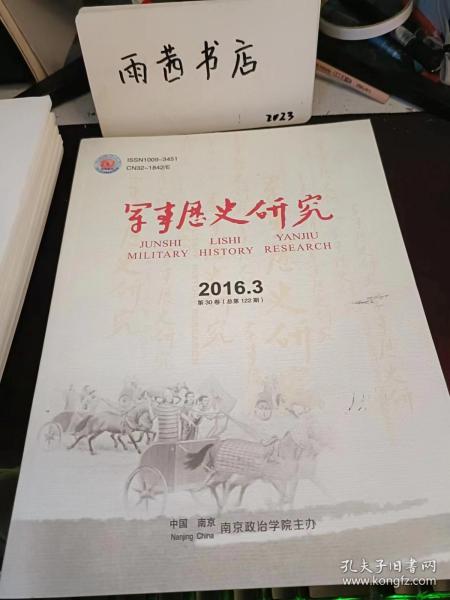 雨茜书店
2023
ISSN1009-3451
CN32-1842/E
军事历史研究
JUNSHI LISHI YANJIU
MILITARY HISTORY RESEARCH
2016.3
第30卷(总第122期)
中国 南京 南京政治学院主办
Nanjing China
孔夫子旧书网
www.kongfz.com